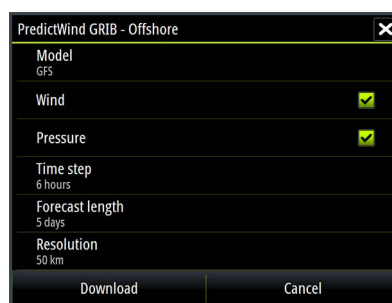 PredictWind GRIB - Offshore
Model
GFS
Wind
Pressure
Time step
6 hours
Forecast length
5 days
Resolution
50 km
Download
Cancel